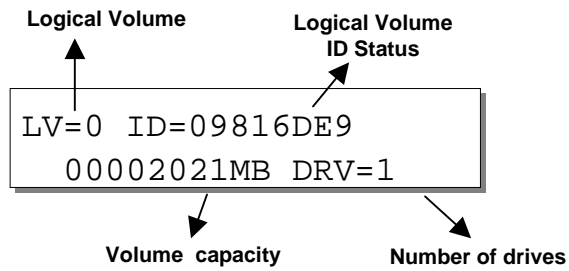 Logical Volume
Logical Volume
ID Status
LV=0 ID=09816DE9
00002021MB DRV=1
Volume capacity
Number of drives